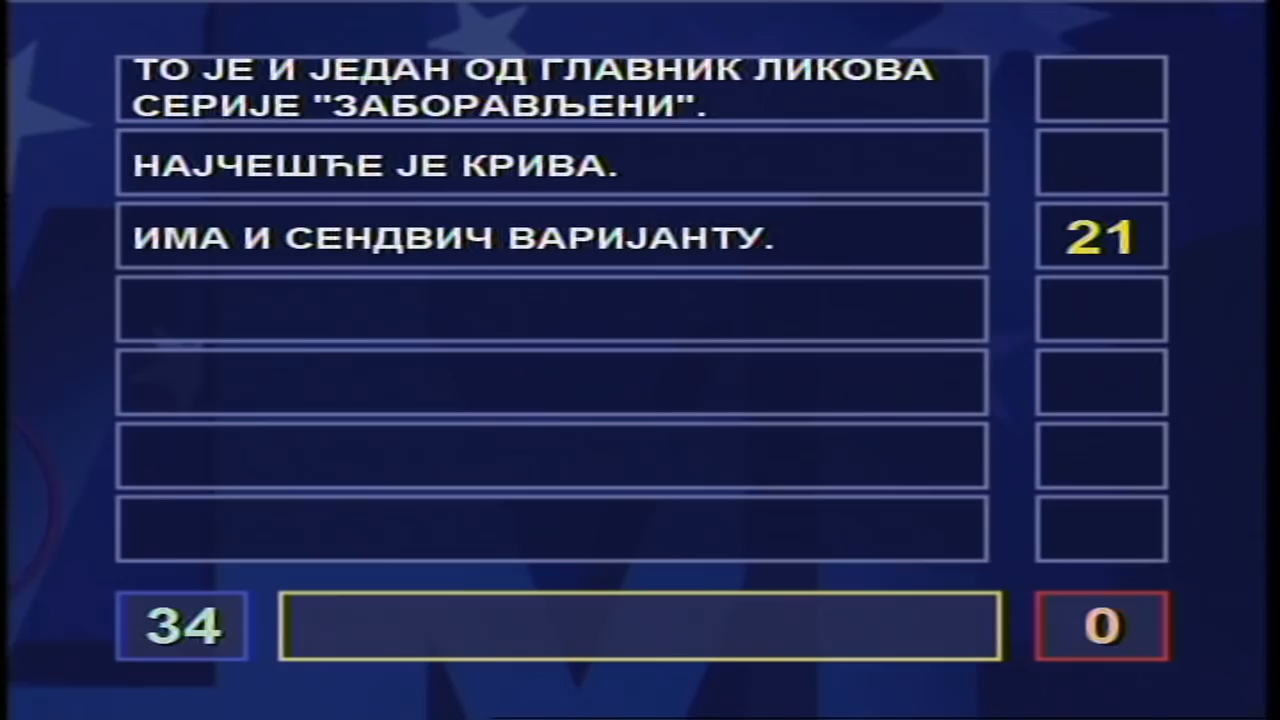 ТО ЈЕ И ЈЕДАН ОД ГЛАВНИК ЛИКОВА
СЕРИЈЕ "ЗАБОРАВЉЕНИ".
НАЈЧЕШЋЕ ЈЕ КРИВА.
ИМА И СЕНДВИЧ ВАРИЈАНТУ.
21
34
0